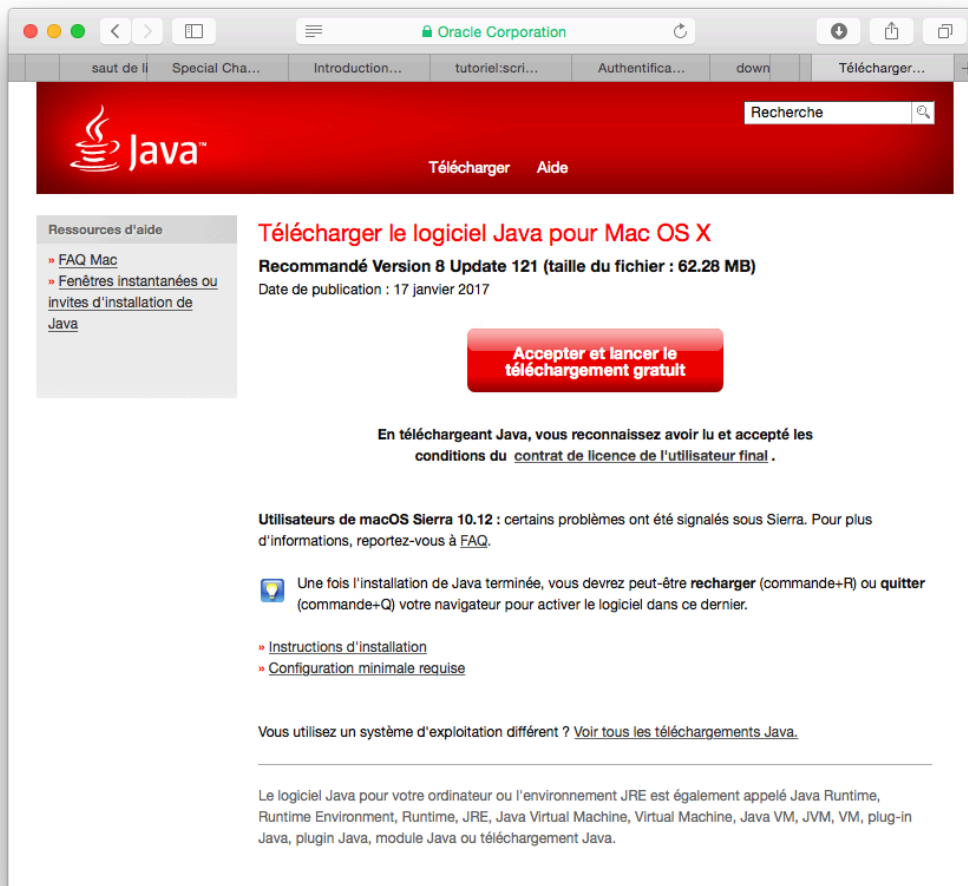 Oracle Corporation
saut de li
Special Cha...
Introduction...
tutoriel:scri...
Authentifica...
down
Télécharger...
Java™
Recherche
Télécharger Aide
Ressources d'aide
» FAQ Mac
» Fenêtres instantanées ou
invites d'installation de
Java
Télécharger le logiciel Java pour Mac OS X
Recommandé Version 8 Update 121 (taille du fichier : 62.28 MB)
Date de publication : 17 janvier 2017
Accepter et lancer le
téléchargement gratuit
En téléchargeant Java, vous reconnaissez avoir lu et accepté les
conditions du contrat de licence de l'utilisateur final .
Utilisateurs de macOS Sierra 10.12 : certains problèmes ont été signalés sous Sierra. Pour plus
d'informations, reportez-vous à FAQ.
Une fois l'installation de Java terminée, vous devrez peut-être recharger (commande+R) ou quitter
(commande+Q) votre navigateur pour activer le logiciel dans ce dernier.
» Instructions d'installation
» Configuration minimale requise
Vous utilisez un système d'exploitation différent ? Voir tous les téléchargements Java.
Le logiciel Java pour votre ordinateur ou l'environnement JRE est également appelé Java Runtime,
Runtime Environment, Runtime, JRE, Java Virtual Machine, Virtual Machine, Java VM, JVM, VM, plug-in
Java, plugin Java, module Java ou téléchargement Java.